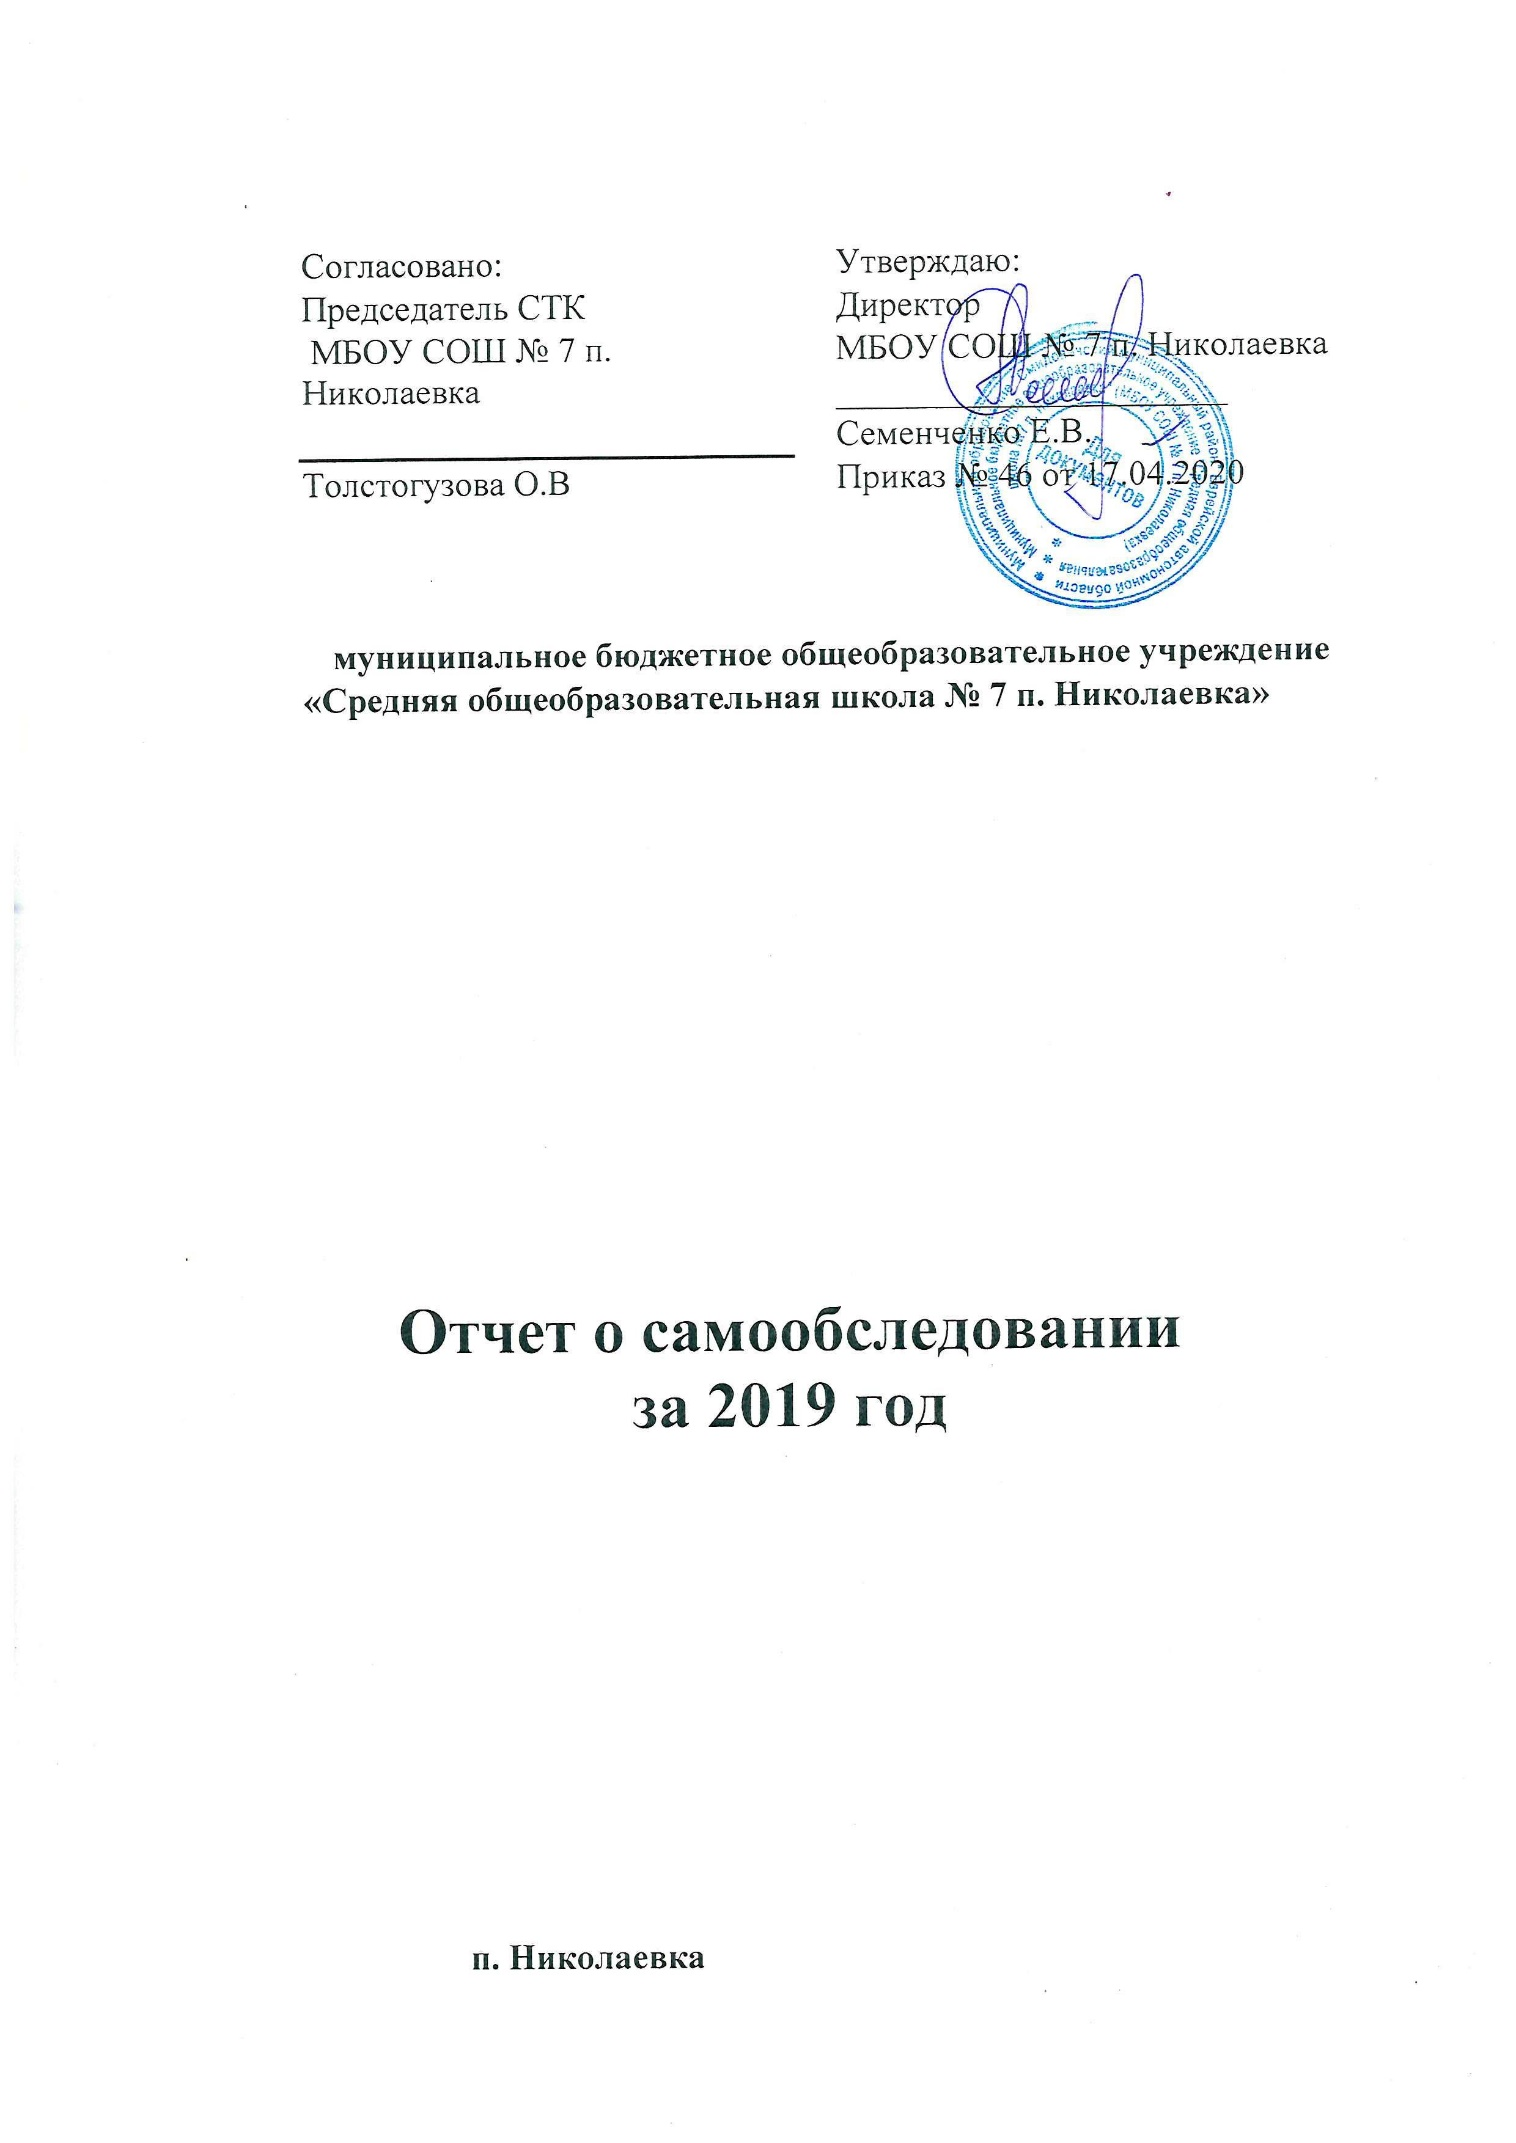 Согласовано:
Председатель СТК
МБОУ СОШ № 7 п.
Николаевка
Толстогузова О.В
Утверждаю:
Директор
МБОУ СОШ № 7 п. Николаевка
Семенченко Е.В.
Приказ № 46 от 17.04.2020
Для
документов
муниципальное бюджетное общеобразовательное учреждение
«Средняя общеобразовательная школа № 7 п. Николаевка»
Отчет о самообследовании
за 2019 год
п. Николаевка